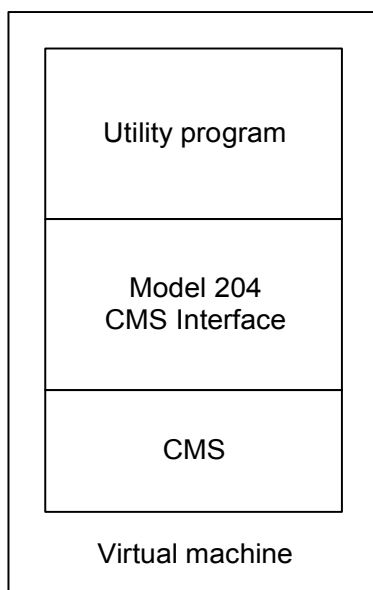 Utility program
Model 204
CMS Interface
CMS
Virtual machine